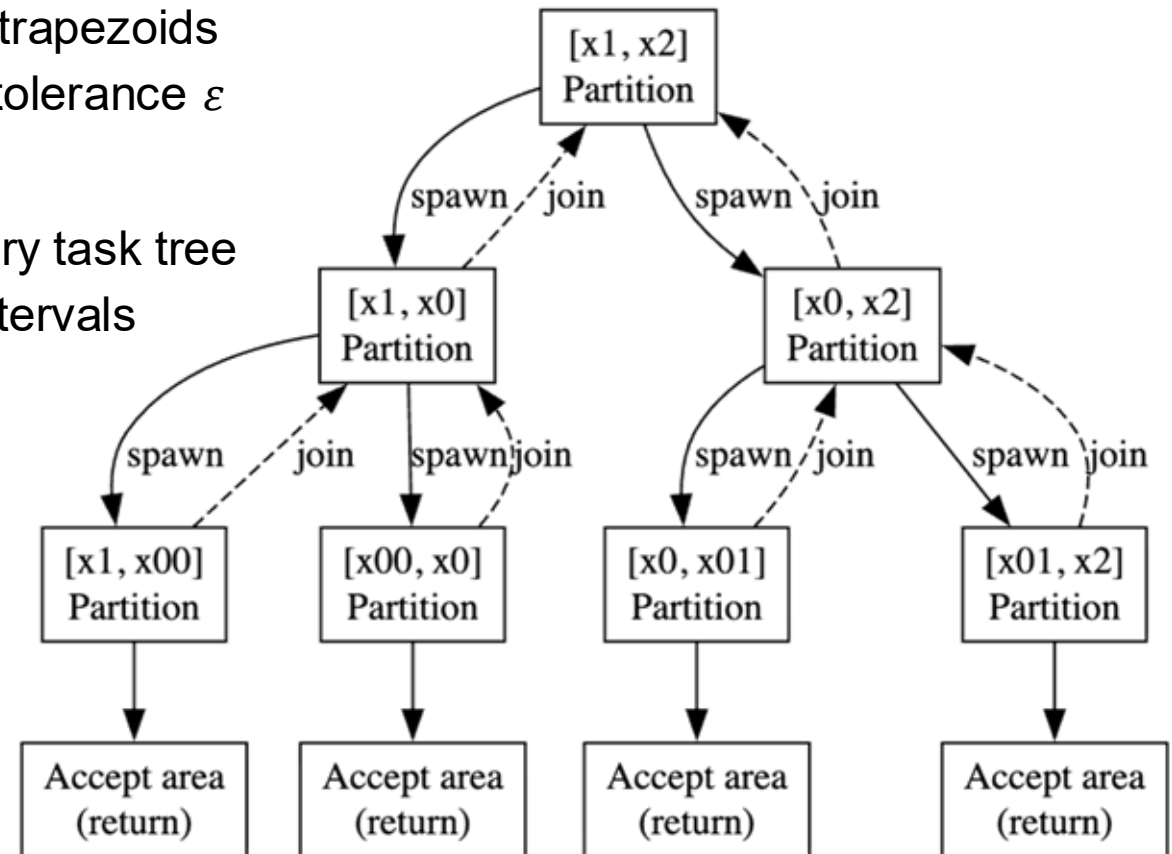 trapezoids
tolerance ε
ry task tree
tervals
[x1, x2]
Partition
spawn
join
spawn
join
[x1, x0]
Partition
[x0, x2]
Partition
spawn
join
spawn
join
spawn
join
spawn
join
[x1, x00]
Partition
[x00, x0]
Partition
[x0, x01]
Partition
[x01, x2]
Partition
Accept area
(return)
Accept area
(return)
Accept area
(return)
Accept area
(return)